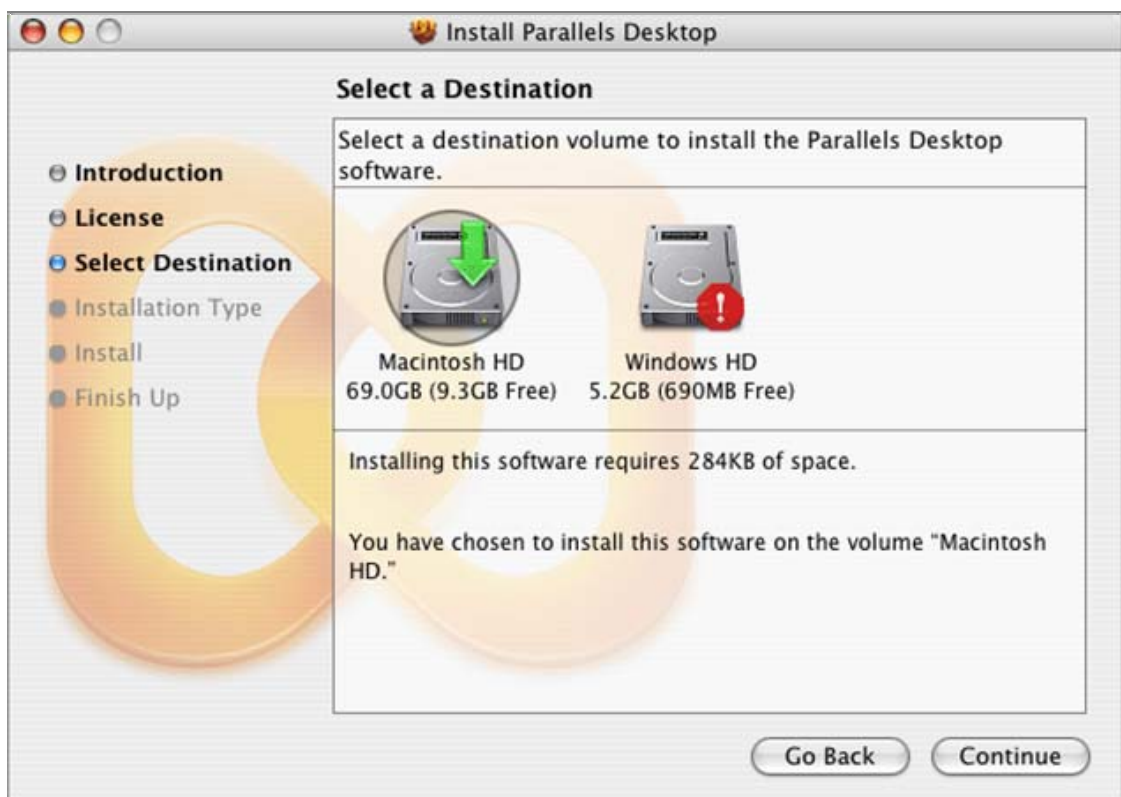 Install Parallels Desktop
Select a Destination
Introduction
License
Select Destination
Installation Type
Install
Finish Up
Select a destination volume to install the Parallels Desktop
software.
Macintosh HD
69.0GB (9.3GB Free)
Windows HD
5.2GB (690MB Free)
Installing this software requires 284KB of space.
You have chosen to install this software on the volume “Macintosh
HD.”
Go Back
Continue